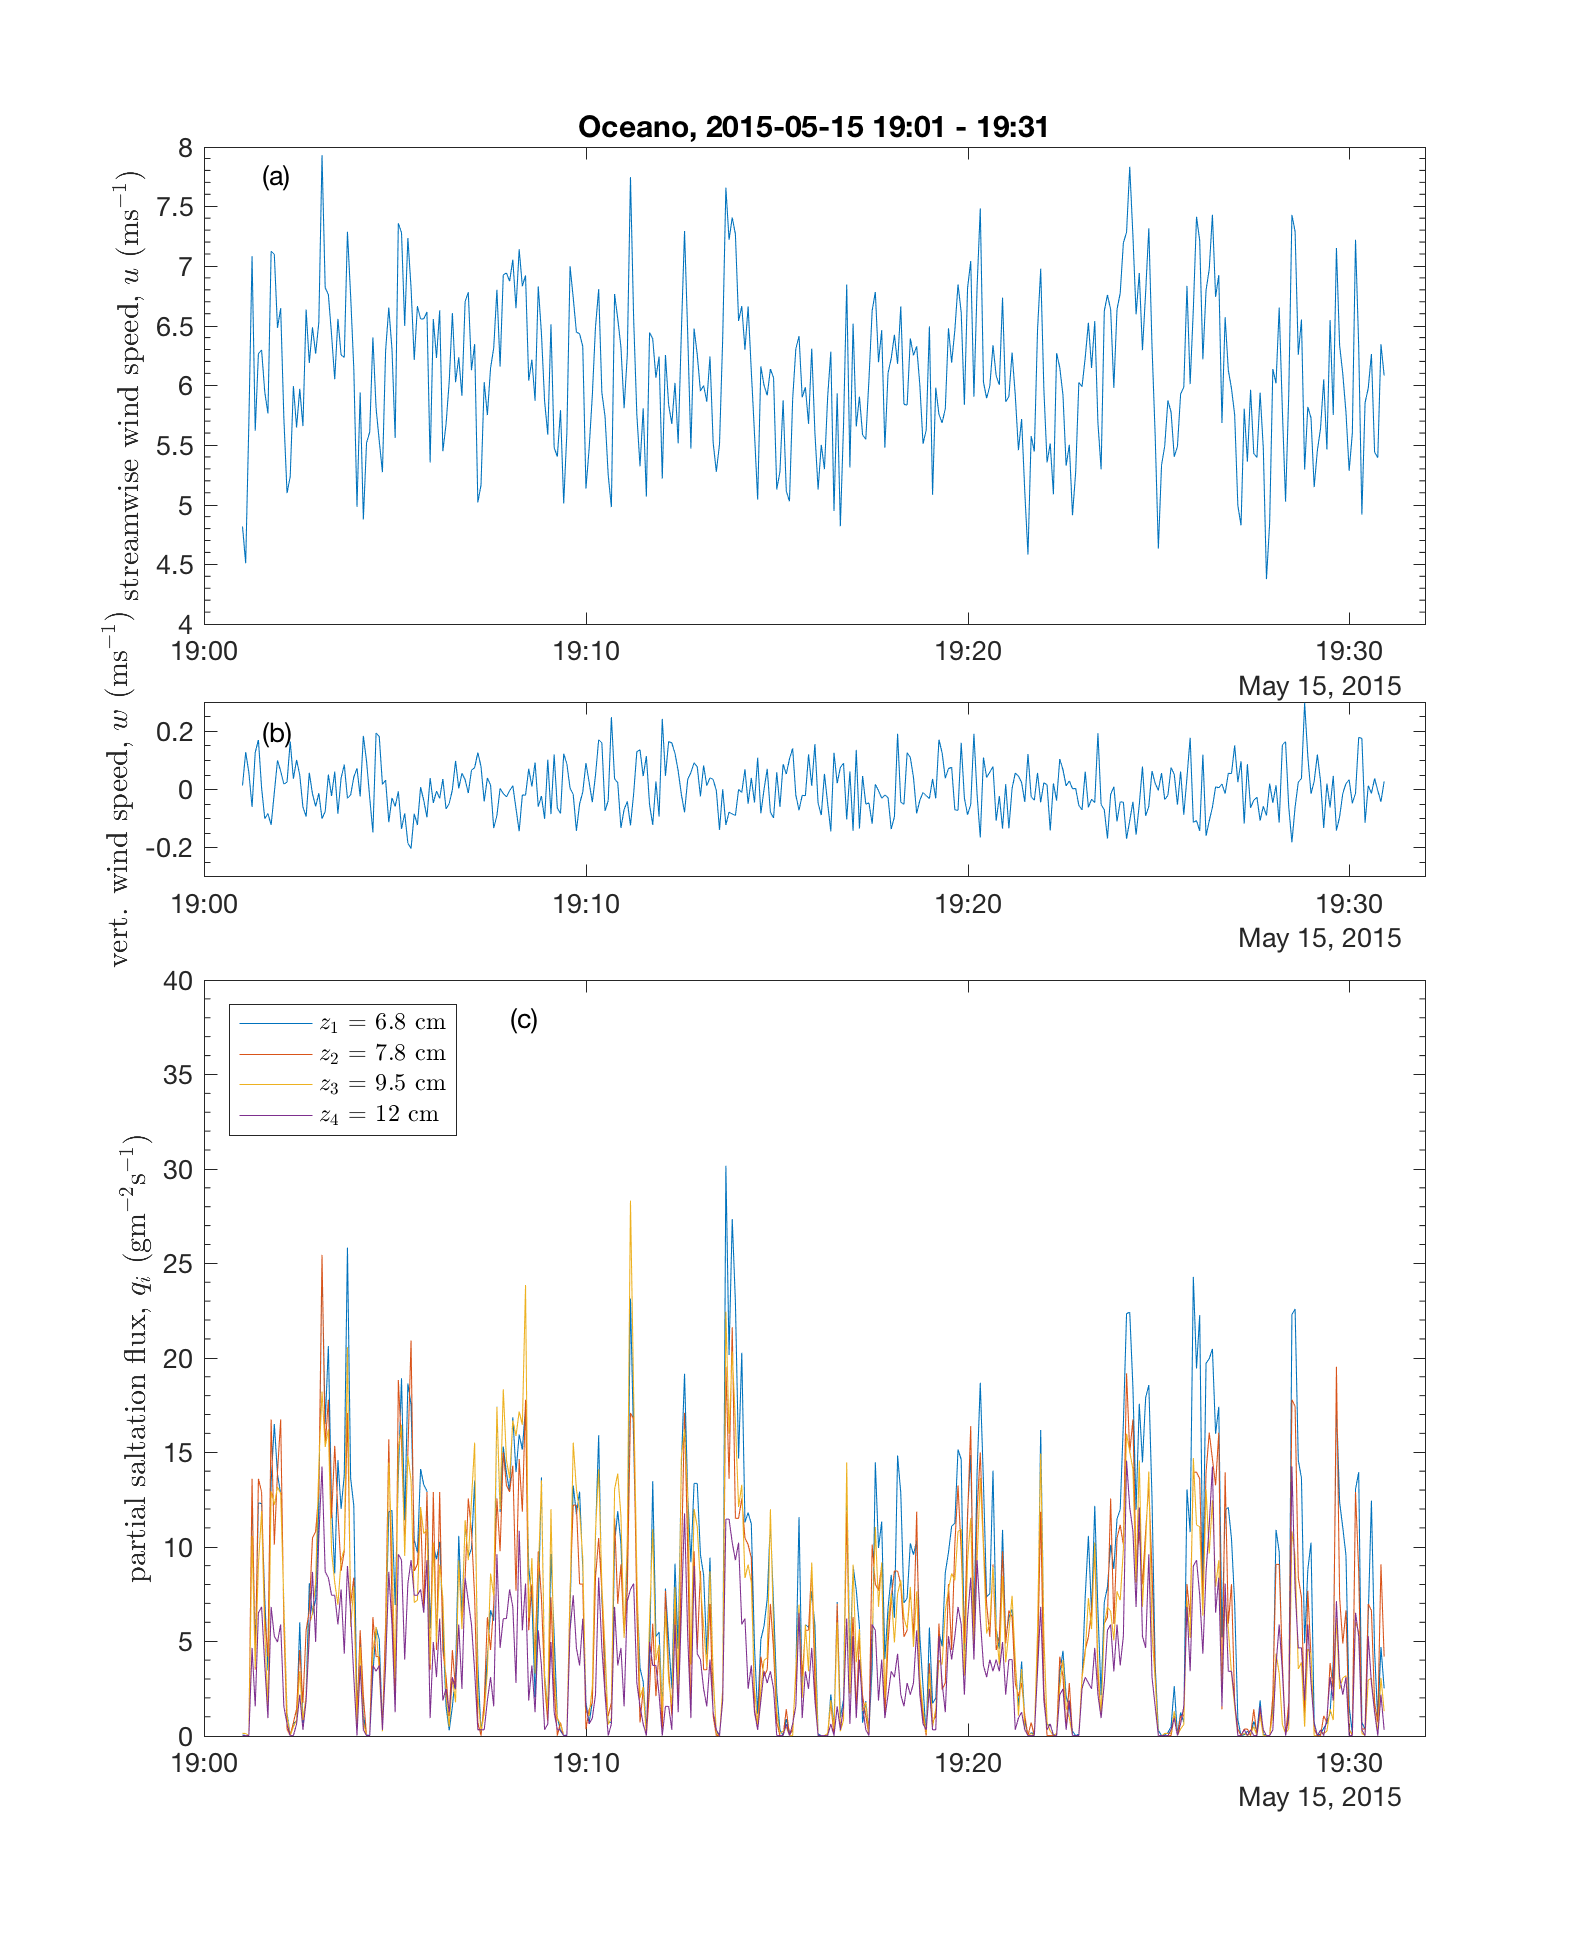 Oceano, 2015-05-15 19:01 - 19:31
(a)
streamwise wind speed, u (ms⁻¹)
8
7.5
7
6.5
6
5.5
5
4.5
4
19:00 19:10 19:20 19:30
May 15, 2015
(b)
vert. wind speed, w (ms⁻¹)
0.2
0
-0.2
19:00 19:10 19:20 19:30
May 15, 2015
(c)
z₁ = 6.8 cm
z₂ = 7.8 cm
z₃ = 9.5 cm
z₄ = 12 cm
partial saltation flux, qᵢ (gm⁻²s⁻¹)
40
35
30
25
20
15
10
5
0
19:00 19:10 19:20 19:30
May 15, 2015